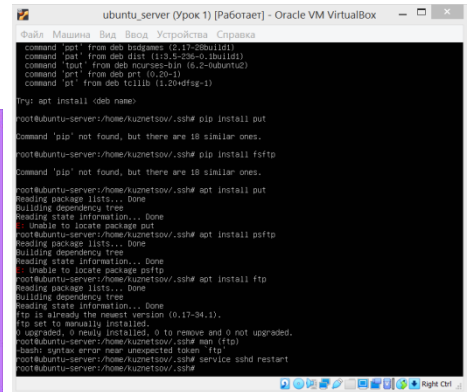 ubuntu_server (Урок 1) [Работает] - Oracle VM VirtualBox
Файл Машина Вид Ввод Устройства Справка
command 'ppt' from deb bsdgames (2.17-28build1)
command 'pat' from deb dist (1:3.5-236-0.1build1)
command 'tput' from deb ncurses-bin (6.2-0ubuntu2)
command 'prt' from deb prt (0.20-1)
command 'pt' from deb tcllib (1.20+dfsg-1)
Try: apt install <deb name>
root@ubuntu-server:/home/kuznetsov/.ssh# pip install put
Command 'pip' not found, but there are 18 similar ones.
root@ubuntu-server:/home/kuznetsov/.ssh# pip install fsftp
Command 'pip' not found, but there are 18 similar ones.
root@ubuntu-server:/home/kuznetsov/.ssh# apt install put
Reading package lists... Done
Building dependency tree
Reading state information... Done
E: Unable to locate package put
root@ubuntu-server:/home/kuznetsov/.ssh# apt install psftp
Reading package lists... Done
Building dependency tree
Reading state information... Done
E: Unable to locate package psftp
root@ubuntu-server:/home/kuznetsov/.ssh# apt install ftp
Reading package lists... Done
Building dependency tree
Reading state information... Done
ftp is already the newest version (0.17-34.1).
ftp set to manually installed.
0 upgraded, 0 newly installed, 0 to remove and 0 not upgraded.
root@ubuntu-server:/home/kuznetsov/.ssh# man (ftp)
-bash: syntax error near unexpected token `ftp'
root@ubuntu-server:/home/kuznetsov/.ssh# service sshd restart
root@ubuntu-server:/home/kuznetsov/.ssh#
Right Ctrl